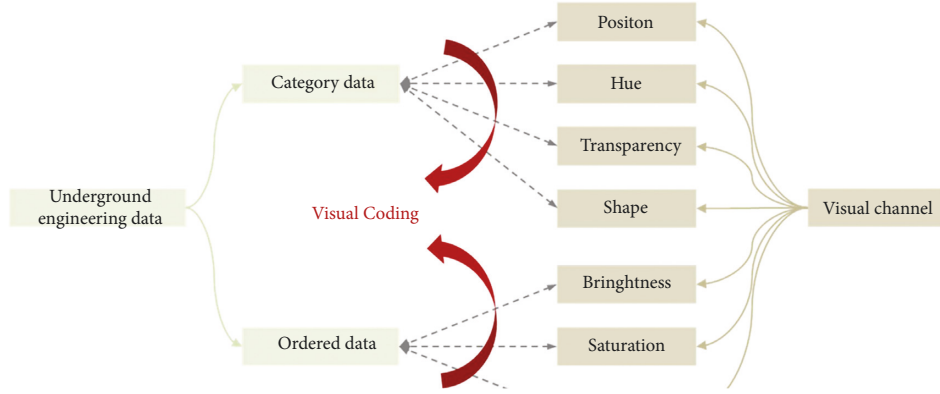 Positon
Category data
Hue
Transparency
Underground
engineering data
Visual Coding
Shape
Visual channel
Bringhtness
Ordered data
Saturation